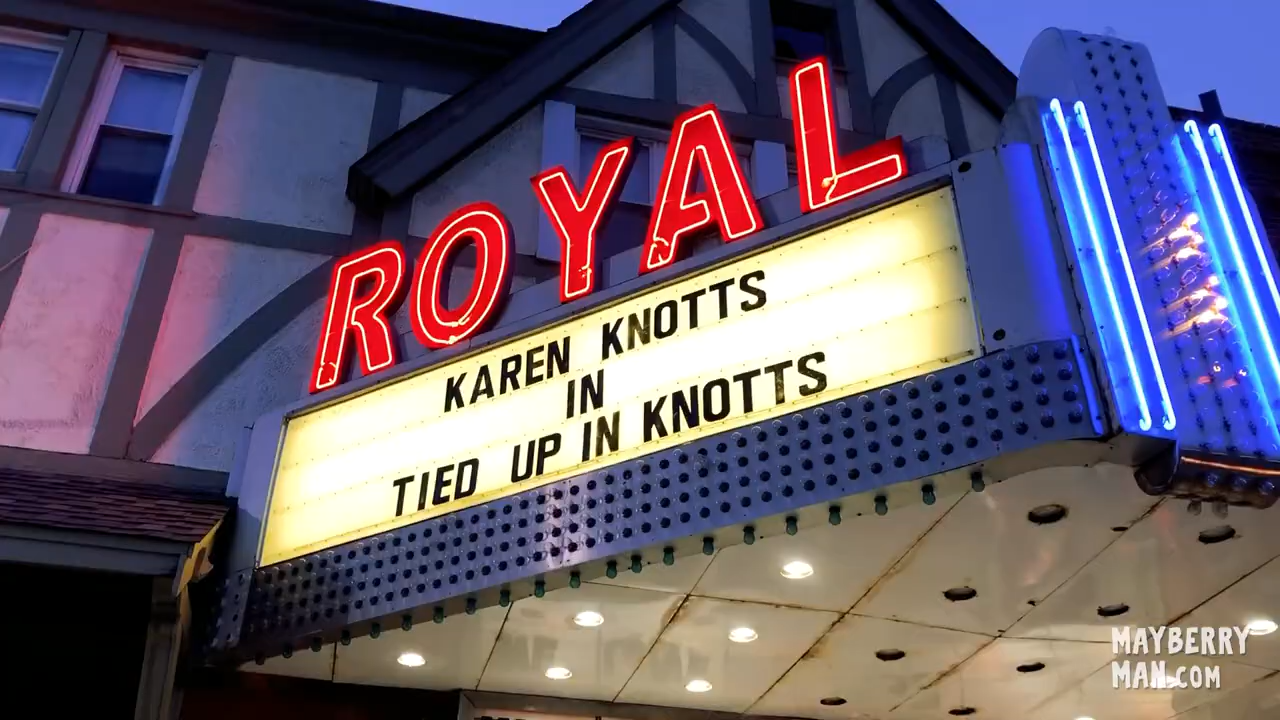 ROYAL
KAREN KNOTTS
IN
TIED UP IN KNOTTS
MAYBERRY
MAN.COM